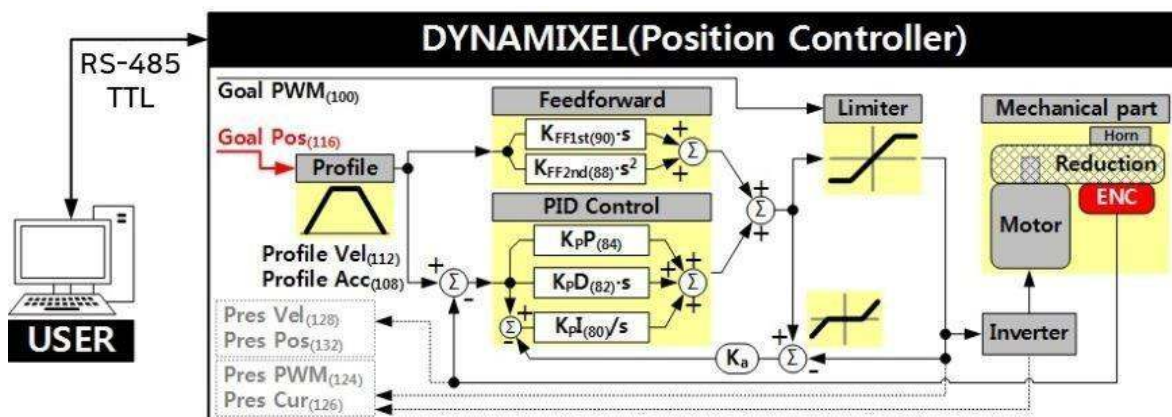 DYNAMIXEL(Position Controller)
RS-485
TTL
Goal PWM(100)
Feedforward
Limiter
Mechanical part
Horn
KFF1st(90)·s
Goal Pos(116)
Profile
KFF2nd(88)·s²
+
+
Σ
Reduction
ENC
Motor
PID Control
+
+
Σ
KPP(84)
Profile Vel(112)
Profile Acc(108)
+
-
Σ
KPD(82)·s
+
+
+
Σ
Σ
-
KPI(80)/s
Pres Vel(128)
Pres Pos(132)
Ka
+
-
Σ
Inverter
USER
Pres PWM(124)
Pres Cur(126)